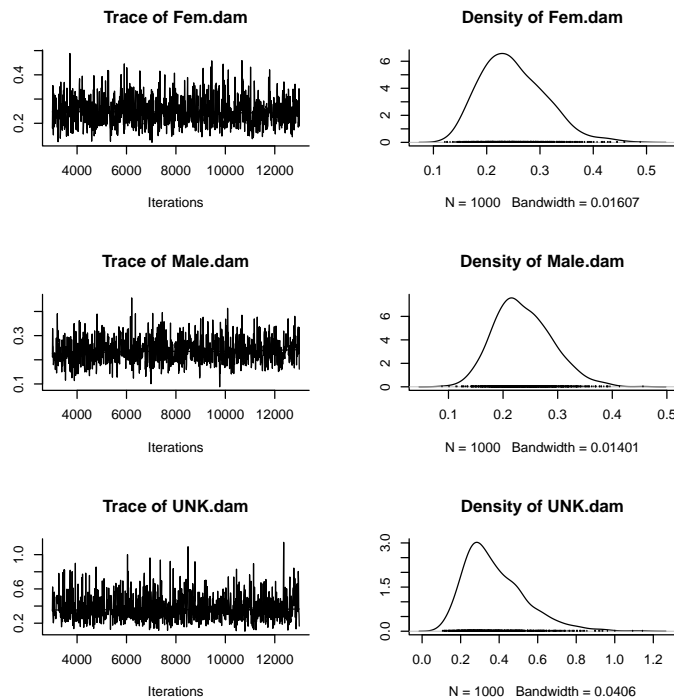 Trace of Fem.dam
0.2 0.4
4000 6000 8000 10000 12000
Iterations
Density of Fem.dam
0 2 4 6
0.1 0.2 0.3 0.4 0.5
N = 1000 Bandwidth = 0.01607
Trace of Male.dam
0.1 0.3
4000 6000 8000 10000 12000
Iterations
Density of Male.dam
0 2 4 6
0.1 0.2 0.3 0.4 0.5
N = 1000 Bandwidth = 0.01401
Trace of UNK.dam
0.2 0.6 1.0
4000 6000 8000 10000 12000
Iterations
Density of UNK.dam
0.0 1.5 3.0
0.0 0.2 0.4 0.6 0.8 1.0 1.2
N = 1000 Bandwidth = 0.0406